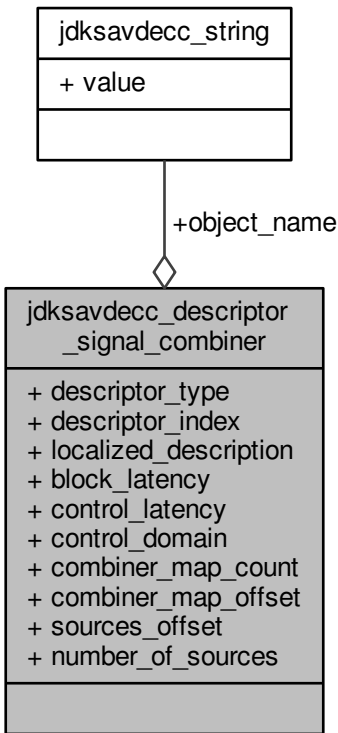 jdksavdecc_string
+ value
+object_name
jdksavdecc_descriptor
_signal_combiner
+ descriptor_type
+ descriptor_index
+ localized_description
+ block_latency
+ control_latency
+ control_domain
+ combiner_map_count
+ combiner_map_offset
+ sources_offset
+ number_of_sources